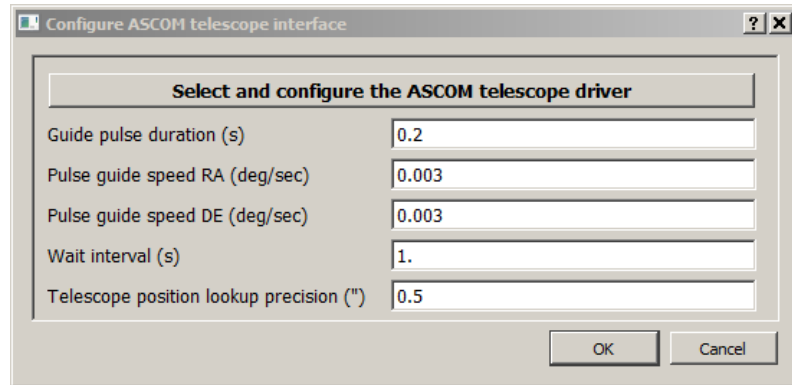 Configure ASCOM telescope interface
Select and configure the ASCOM telescope driver
Guide pulse duration (s) 0.2
Pulse guide speed RA (deg/sec) 0.003
Pulse guide speed DE (deg/sec) 0.003
Wait interval (s) 1.
Telescope position lookup precision (") 0.5
OK Cancel